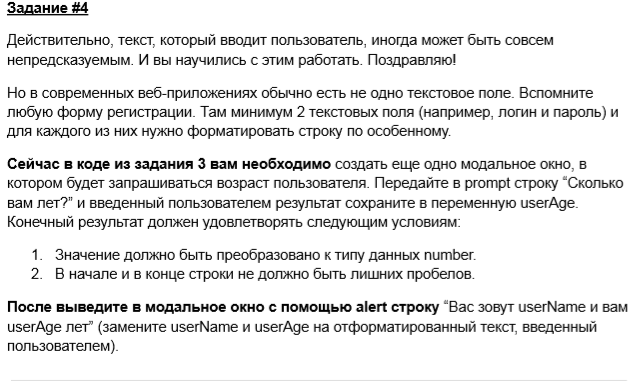 Задание #4
Действительно, текст, который вводит пользователь, иногда может быть совсем
непредсказуемым. И вы научились с этим работать. Поздравляю!
Но в современных веб-приложениях обычно есть не одно текстовое поле. Вспомните
любую форму регистрации. Там минимум 2 текстовых поля (например, логин и пароль) и
для каждого из них нужно форматировать строку по особенному.
Сейчас в коде из задания 3 вам необходимо создать еще одно модальное окно, в
котором будет запрашиваться возраст пользователя. Передайте в prompt строку “Сколько
вам лет?” и введенный пользователем результат сохраните в переменную userAge.
Конечный результат должен удовлетворять следующим условиям:
1. Значение должно быть преобразовано к типу данных number.
2. В начале и в конце строки не должно быть лишних пробелов.
После выведите в модальное окно с помощью alert строку “Вас зовут userName и вам
userAge лет” (замените userName и userAge на отформатированный текст, введенный
пользователем).